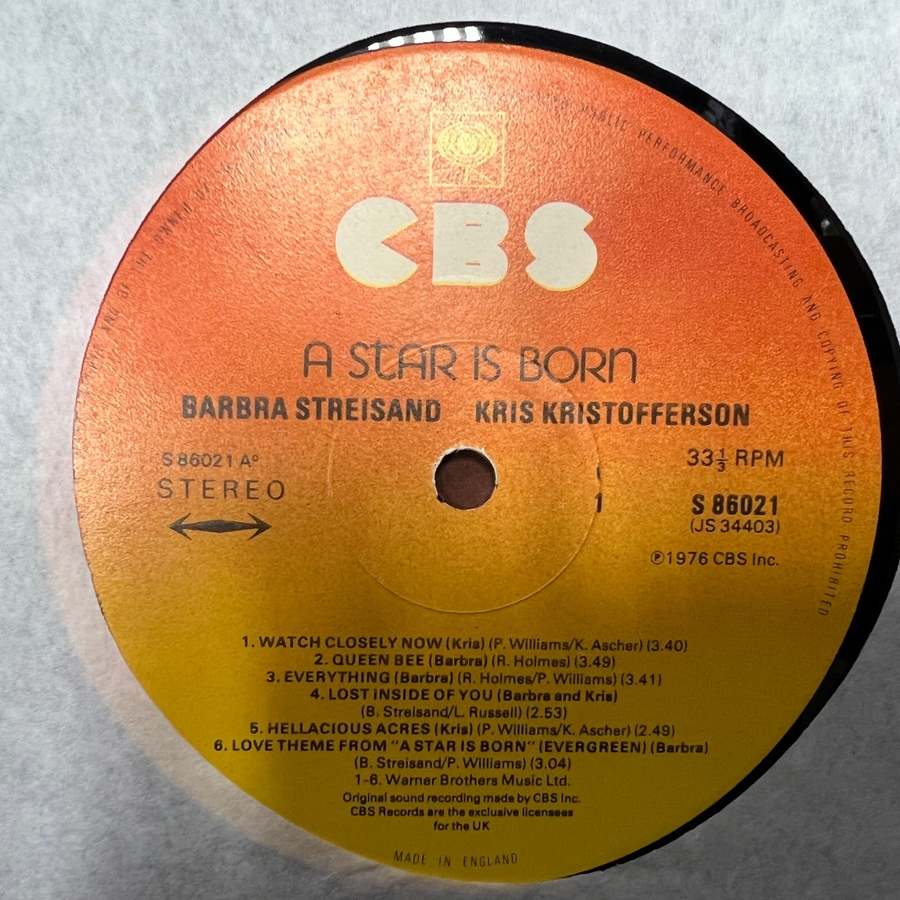 CBS
A STAR IS BORN
BARBRA STREISAND KRIS KRISTOFFERSON
S 86021 A° 33⅓ RPM
STEREO 1 S 86021
(JS 34403)
℗1976 CBS Inc.
1. WATCH CLOSELY NOW (Kris) (P. Williams/K. Ascher) (3.40)
2. QUEEN BEE (Barbra) (R. Holmes) (3.49)
3. EVERYTHING (Barbra) (R. Holmes/P. Williams) (3.41)
4. LOST INSIDE OF YOU (Barbra and Kris)
(B. Streisand/L. Russell) (2.53)
5. HELLACIOUS ACRES (Kris) (P. Williams/K. Ascher) (2.49)
6. LOVE THEME FROM "A STAR IS BORN" (EVERGREEN) (Barbra)
(B. Streisand/P. Williams) (3.04)
1-6. Warner Brothers Music Ltd.
Original sound recording made by CBS Inc.
CBS Records are the exclusive licensees
for the UK
MADE IN ENGLAND
OF THE OWNER OF
PUBLIC PERFORMANCE BROADCASTING AND COPYING OF THIS RECORD PROHIBITED